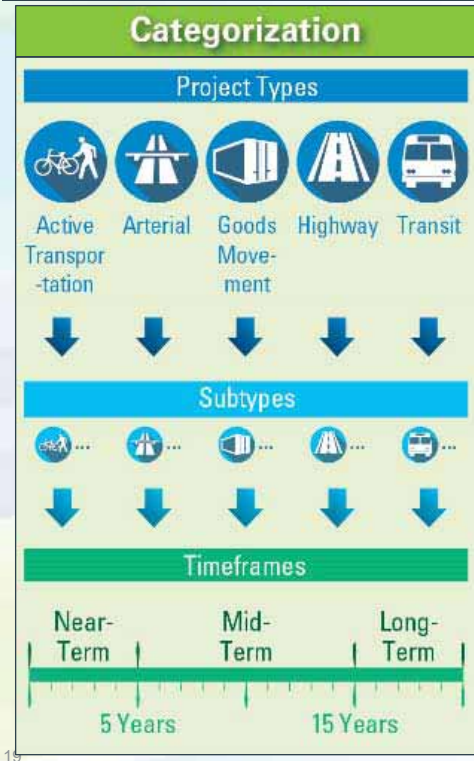 Categorization
Project Types
Active
Transpor
-tation
Arterial
Goods
Move-
ment
Highway
Transit
Subtypes
... ... ... ... ...
Timeframes
Near-
Term
Mid-
Term
Long-
Term
5 Years
15 Years
19